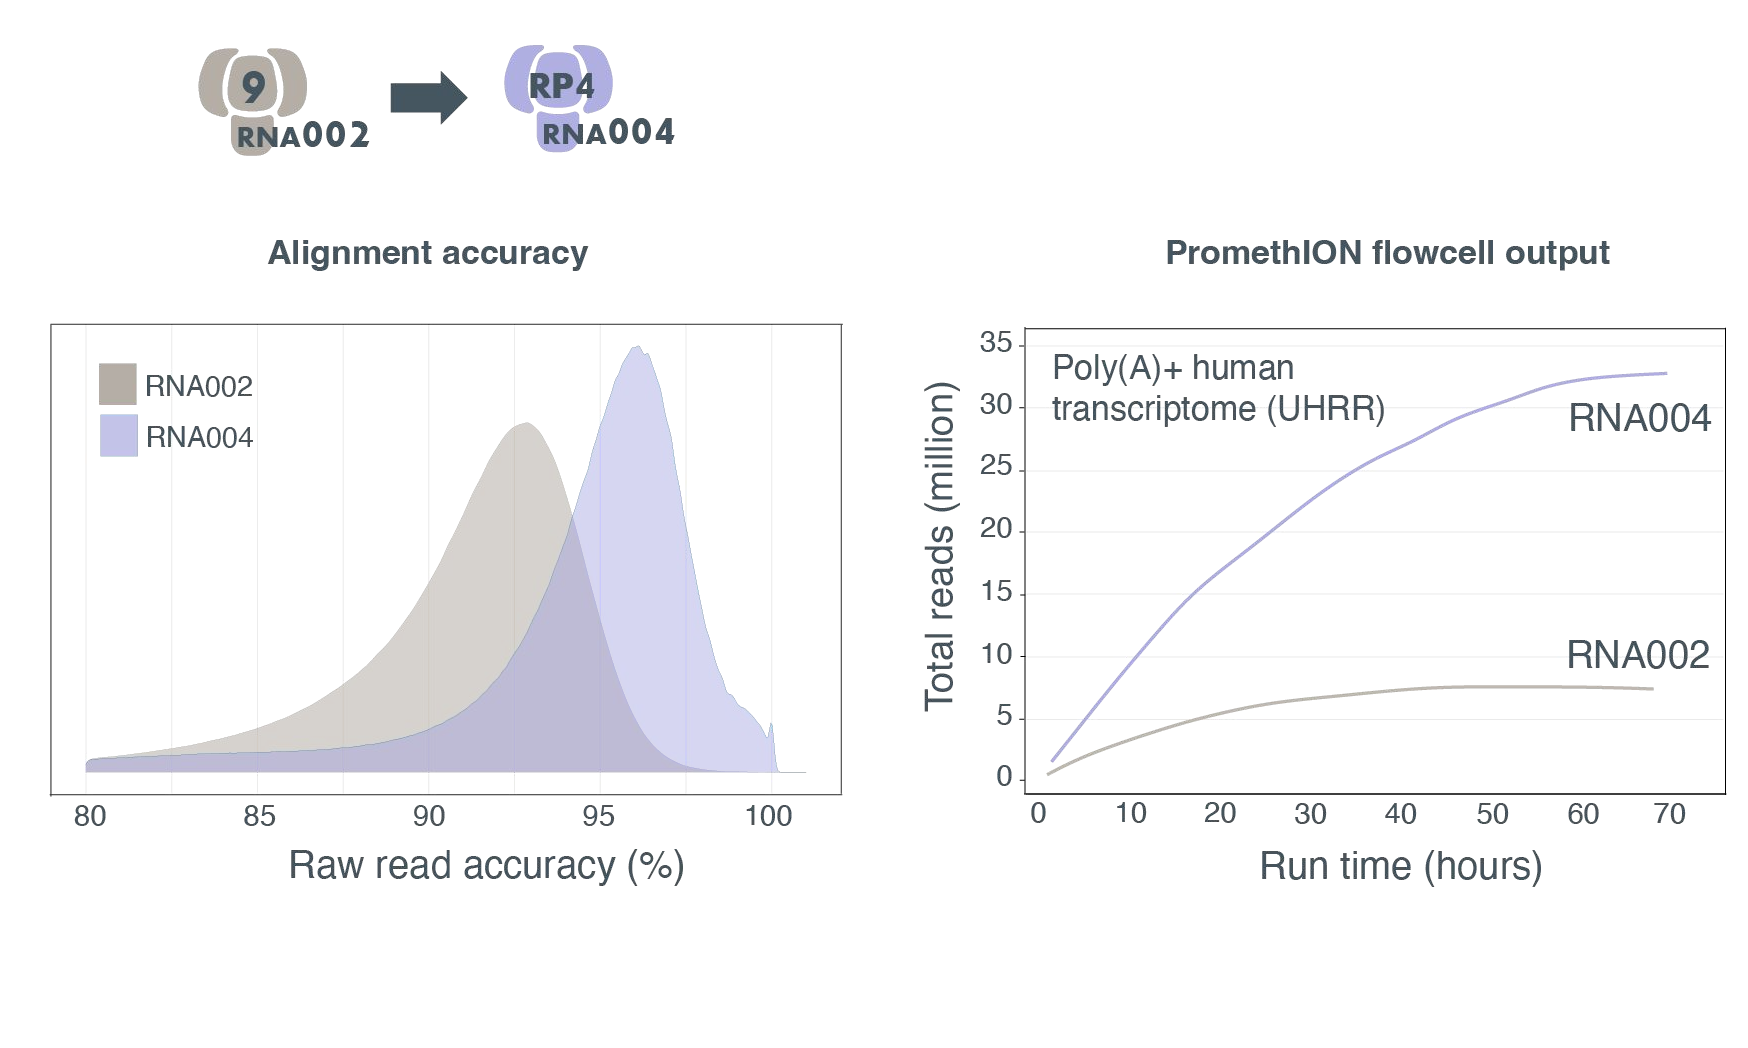 9
RNA002
RP4
RNA004
Alignment accuracy
RNA002
RNA004
80 85 90 95 100
Raw read accuracy (%)
PromethION flowcell output
Total reads (million)
35
30
25
20
15
10
5
0
Poly(A)+ human
transcriptome (UHRR)
RNA004
RNA002
0 10 20 30 40 50 60 70
Run time (hours)